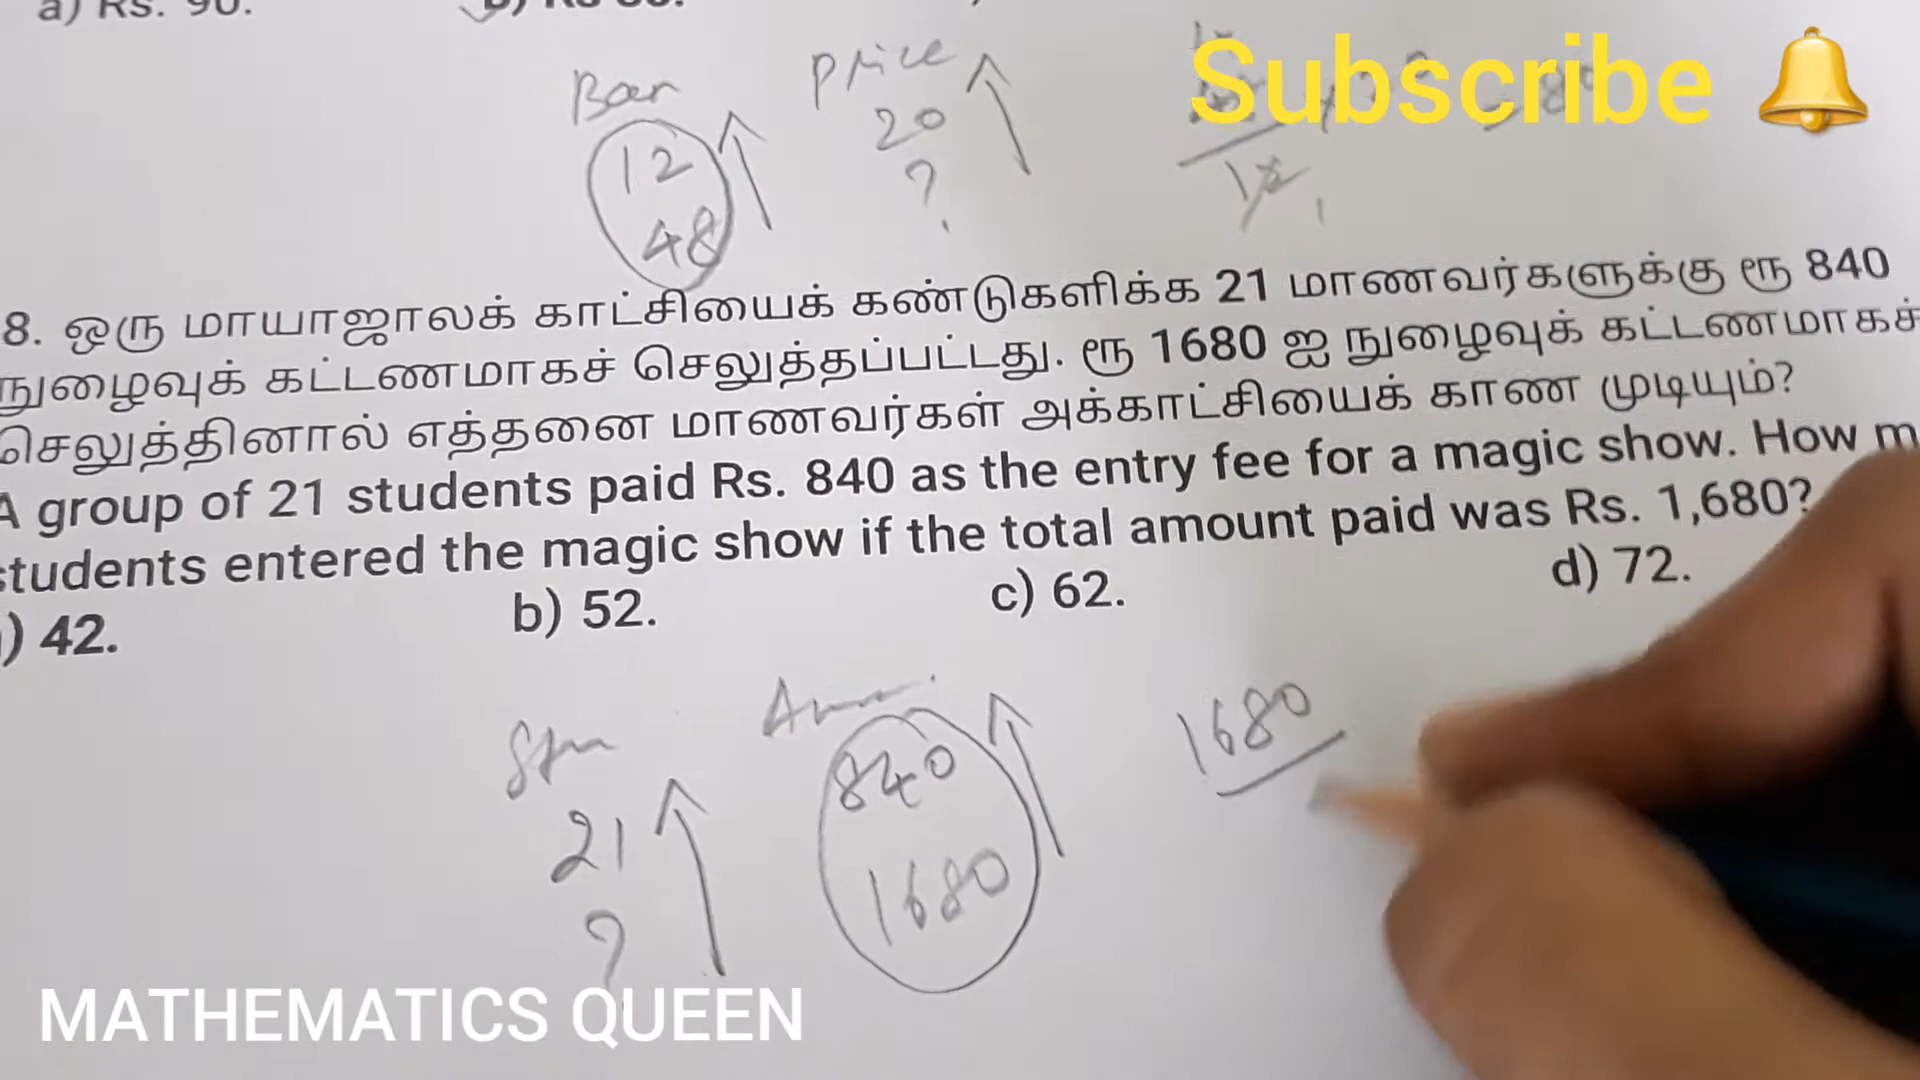 a) Rs. 90.
Subscribe
Price
12
20
?
12
48
8. ஒரு மாயாஜாலக் காட்சியைக் கண்டுகளிக்க 21 மாணவர்களுக்கு ரூ 840
நுழைவுக் கட்டணமாகச் செலுத்தப்பட்டது. ரூ 1680 ஐ நுழைவுக் கட்டணமாகச்
செலுத்தினால் எத்தனை மாணவர்கள் அக்காட்சியைக் காண முடியும்?
A group of 21 students paid Rs. 840 as the entry fee for a magic show. How
students entered the magic show if the total amount paid was Rs. 1,680?
) 42. b) 52. c) 62. d) 72.
1680
840
21
1680
?
MATHEMATICS QUEEN